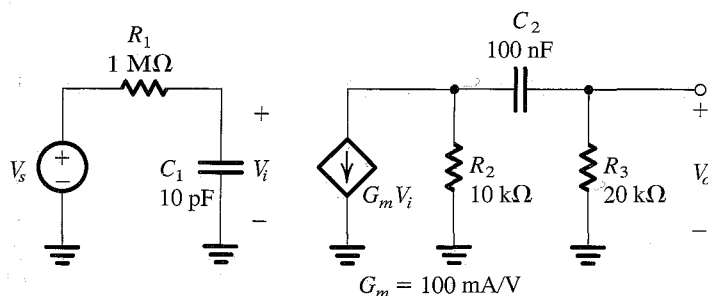 R₁
1 MΩ
Vₛ
+
−
C₁
10 pF
+
Vᵢ
−
GₘVᵢ
R₂
10 kΩ
C₂
100 nF
R₃
20 kΩ
+
Vₒ
−
Gₘ = 100 mA/V